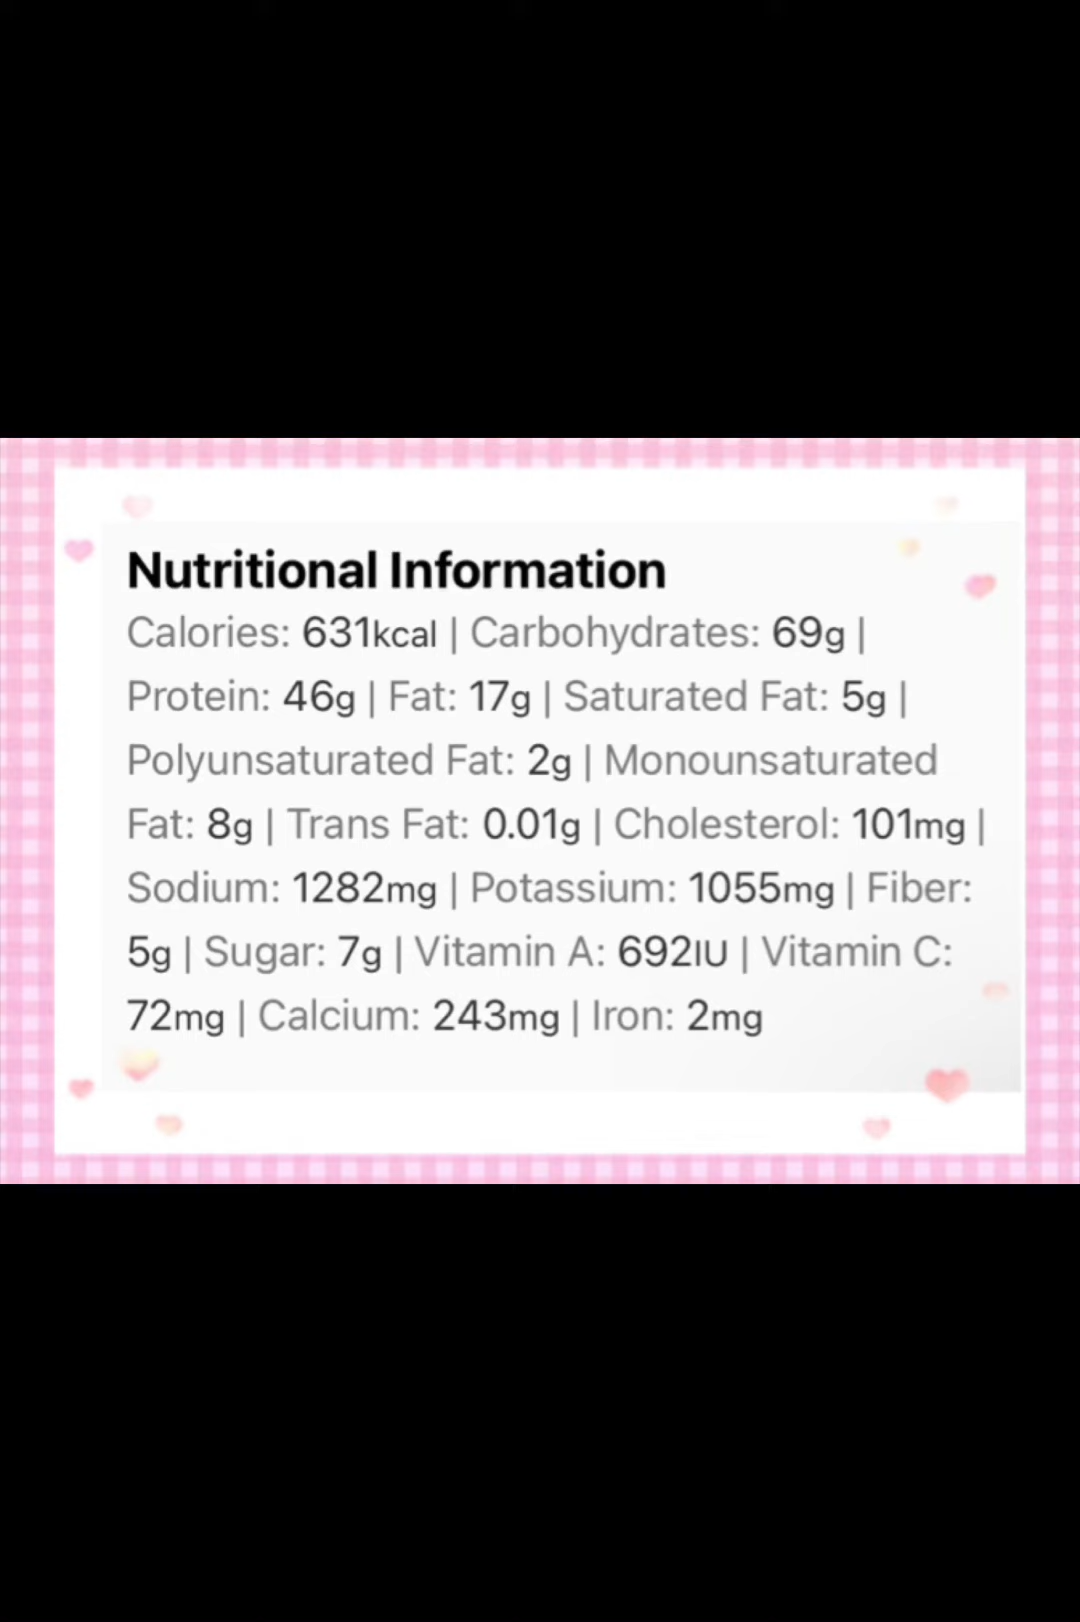 Nutritional Information
Calories: 631kcal | Carbohydrates: 69g |
Protein: 46g | Fat: 17g | Saturated Fat: 5g |
Polyunsaturated Fat: 2g | Monounsaturated
Fat: 8g | Trans Fat: 0.01g | Cholesterol: 101mg |
Sodium: 1282mg | Potassium: 1055mg | Fiber:
5g | Sugar: 7g | Vitamin A: 692IU | Vitamin C:
72mg | Calcium: 243mg | Iron: 2mg